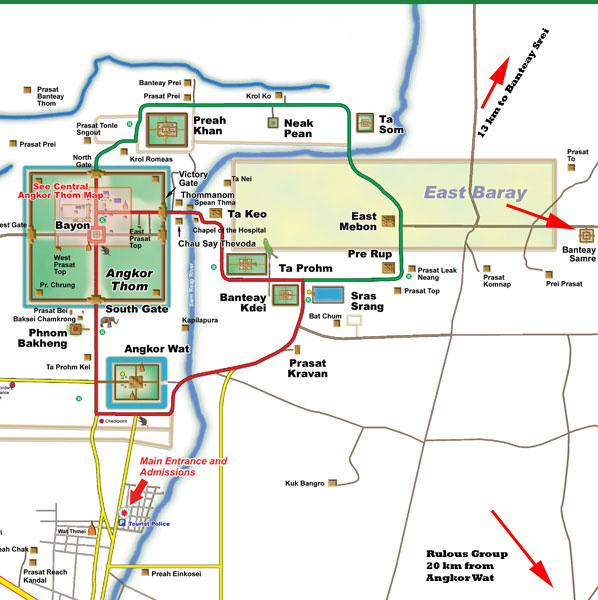 13 km to Banteay Srei
Banteay Prei
Prasat Prei
Krol Ko
Prasat
Banteay
Thom
Preah
Khan
Neak
Pean
Ta
Som
Prasat Tonle
Sngout
Prasat Prei
Krol Romeas
North
Gate
Victory
Gate
Prasat
To
See Central
Angkor Thom Map
Ta Nei
Thommanom
Spean Thma
East Baray
Bayon
Ta Keo
East
Mebon
est Gate
East
Prasat
Top
Chapel of the Hospital
Chau Say Thevoda
Banteay
Samre
West
Prasat
Top
Angkor
Thom
Ta Prohm
Pre Rup
Prasat Leak
Neang
Prasat
Komnap
Prei Prasat
Pr. Chrung
Siem Reap River
Banteay
Kdei
Sras
Srang
Prasat Top
South Gate
Prasat Bei
Baksei Chamkrong
Phnom
Bakheng
Kapilapura
Bat Chum
Angkor Wat
Ta Prohm Kel
Prasat
Kravan
Checkpoint
Main Entrance and
Admissions
Kuk Bangro
Tourist Police
Wat Thmei
eah Chak
Prasat Reach
Kandal
Preah Einkosei
Rulous Group
20 km from
Angkor Wat